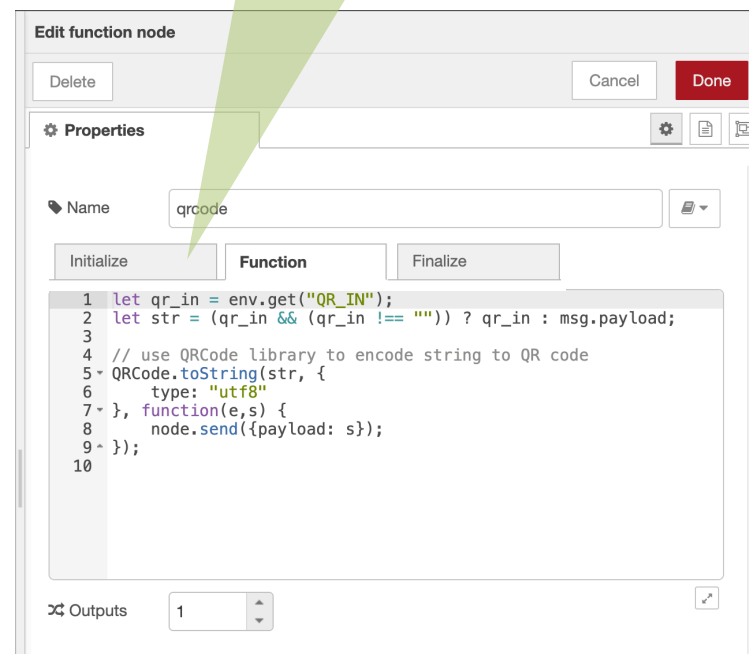 Edit function node
Delete Cancel Done
Properties
Name qrcode
Initialize Function Finalize
1 let qr_in = env.get("QR_IN");
2 let str = (qr_in && (qr_in !== "")) ? qr_in : msg.payload;
3
4 // use QRCode library to encode string to QR code
5 QRCode.toString(str, {
6     type: "utf8"
7 }, function(e,s) {
8     node.send({payload: s});
9 });
10
Outputs 1